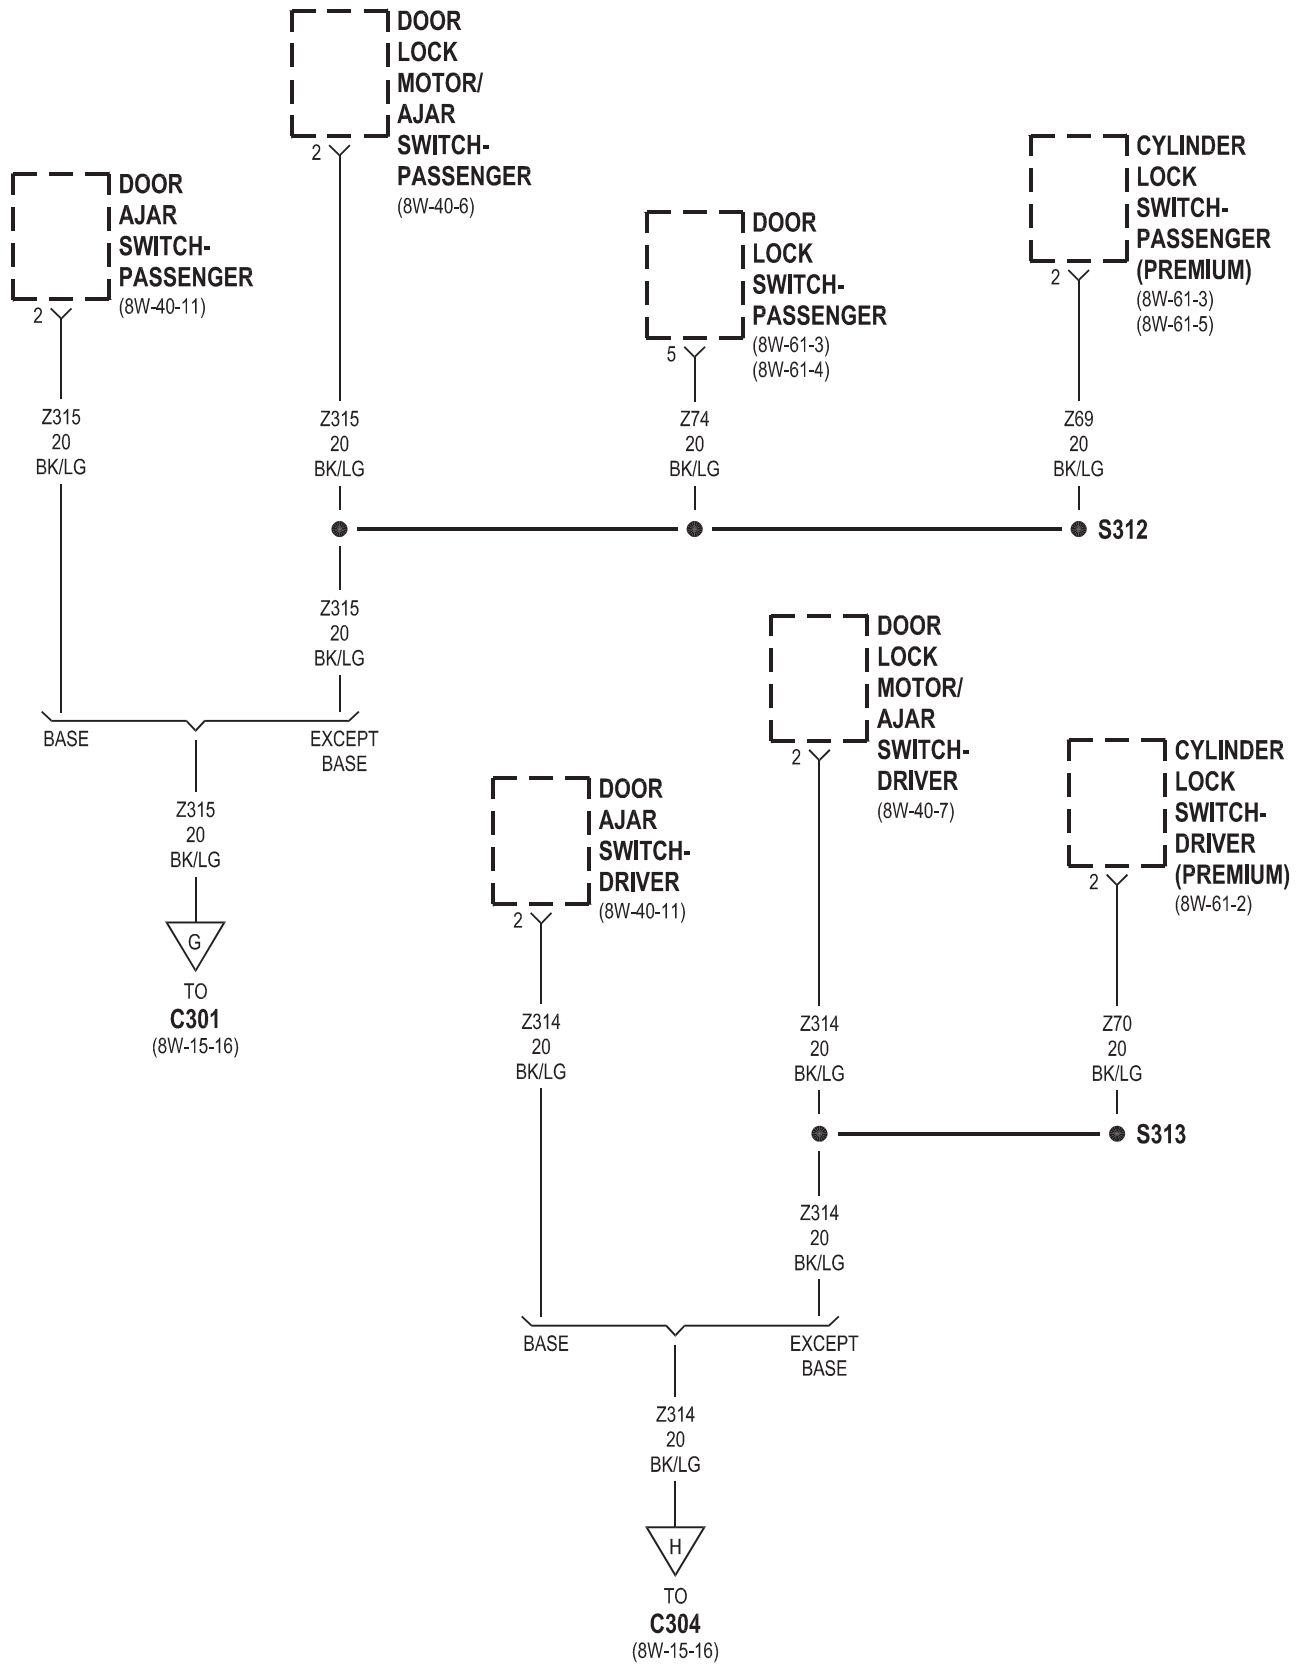 DOOR
LOCK
MOTOR/
AJAR
SWITCH-
PASSENGER
(8W-40-6)
2
DOOR
AJAR
SWITCH-
PASSENGER
(8W-40-11)
2
DOOR
LOCK
SWITCH-
PASSENGER
(8W-61-3)
(8W-61-4)
5
CYLINDER
LOCK
SWITCH-
PASSENGER
(PREMIUM)
(8W-61-3)
(8W-61-5)
2
Z315
20
BK/LG
Z315
20
BK/LG
Z74
20
BK/LG
Z69
20
BK/LG
S312
Z315
20
BK/LG
BASE
EXCEPT
BASE
Z315
20
BK/LG
G
TO
C301
(8W-15-16)
DOOR
LOCK
MOTOR/
AJAR
SWITCH-
DRIVER
(8W-40-7)
2
DOOR
AJAR
SWITCH-
DRIVER
(8W-40-11)
2
CYLINDER
LOCK
SWITCH-
DRIVER
(PREMIUM)
(8W-61-2)
2
Z314
20
BK/LG
Z314
20
BK/LG
Z70
20
BK/LG
S313
Z314
20
BK/LG
BASE
EXCEPT
BASE
Z314
20
BK/LG
H
TO
C304
(8W-15-16)